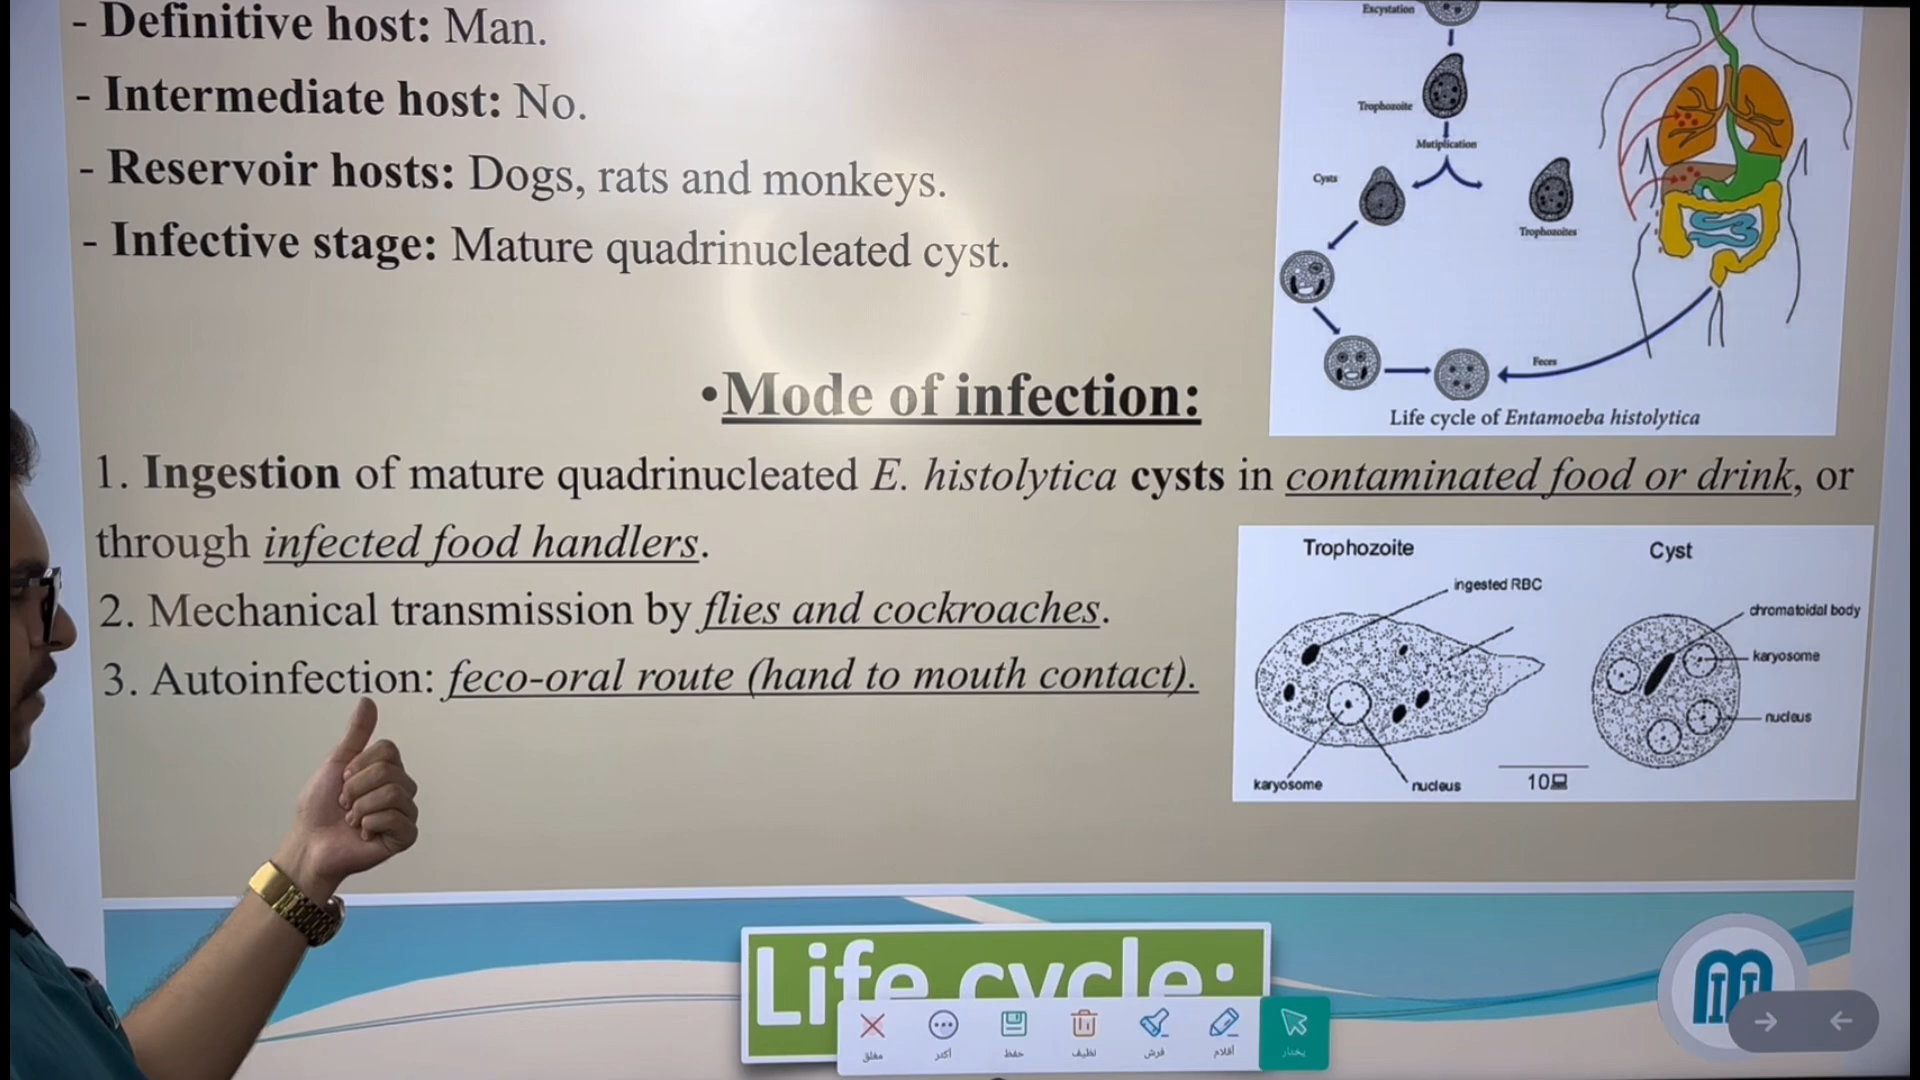 - Definitive host: Man.
- Intermediate host: No.
- Reservoir hosts: Dogs, rats and monkeys.
- Infective stage: Mature quadrinucleated cyst.
Excystation
Trophozoite
Mutiplication
Cysts
Trophozoites
Feces
Life cycle of Entamoeba histolytica
•Mode of infection:
1. Ingestion of mature quadrinucleated E. histolytica cysts in contaminated food or drink, or
through infected food handlers.
2. Mechanical transmission by flies and cockroaches.
3. Autoinfection: feco-oral route (hand to mouth contact).
Trophozoite
Cyst
ingested RBC
chromatoidal body
karyosome
nucleus
karyosome
nucleus
10
Life cycle:
مغلق
أكثر
حفظ
نظيف
فرش
أقلام
يختار